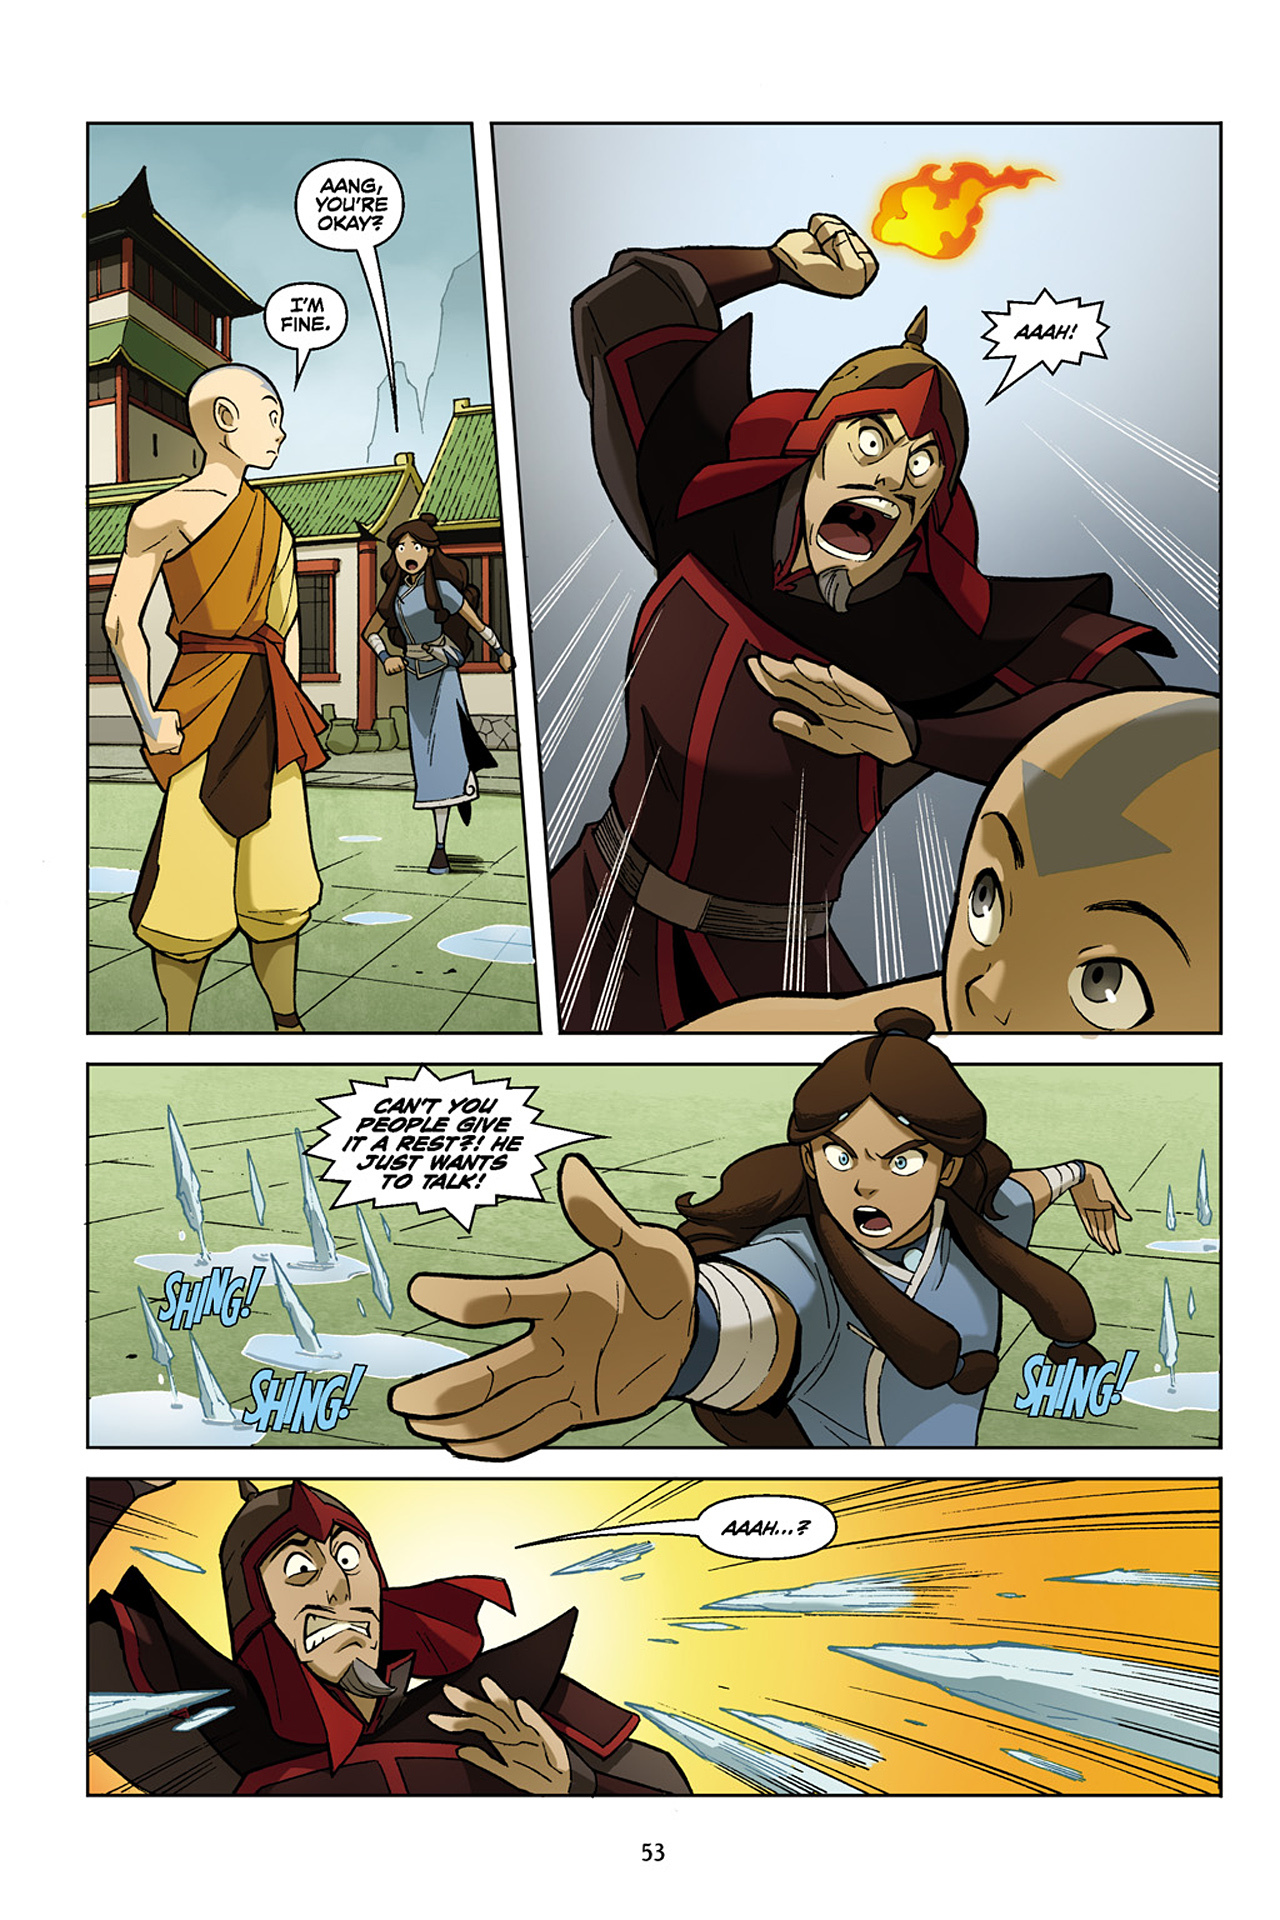 AANG,
YOU'RE
OKAY?
I'M
FINE.
AAAH!
CAN'T YOU
PEOPLE GIVE
IT A REST?! HE
JUST WANTS
TO TALK!
SHING!
SHING!
SHING!
AAAH...?
53